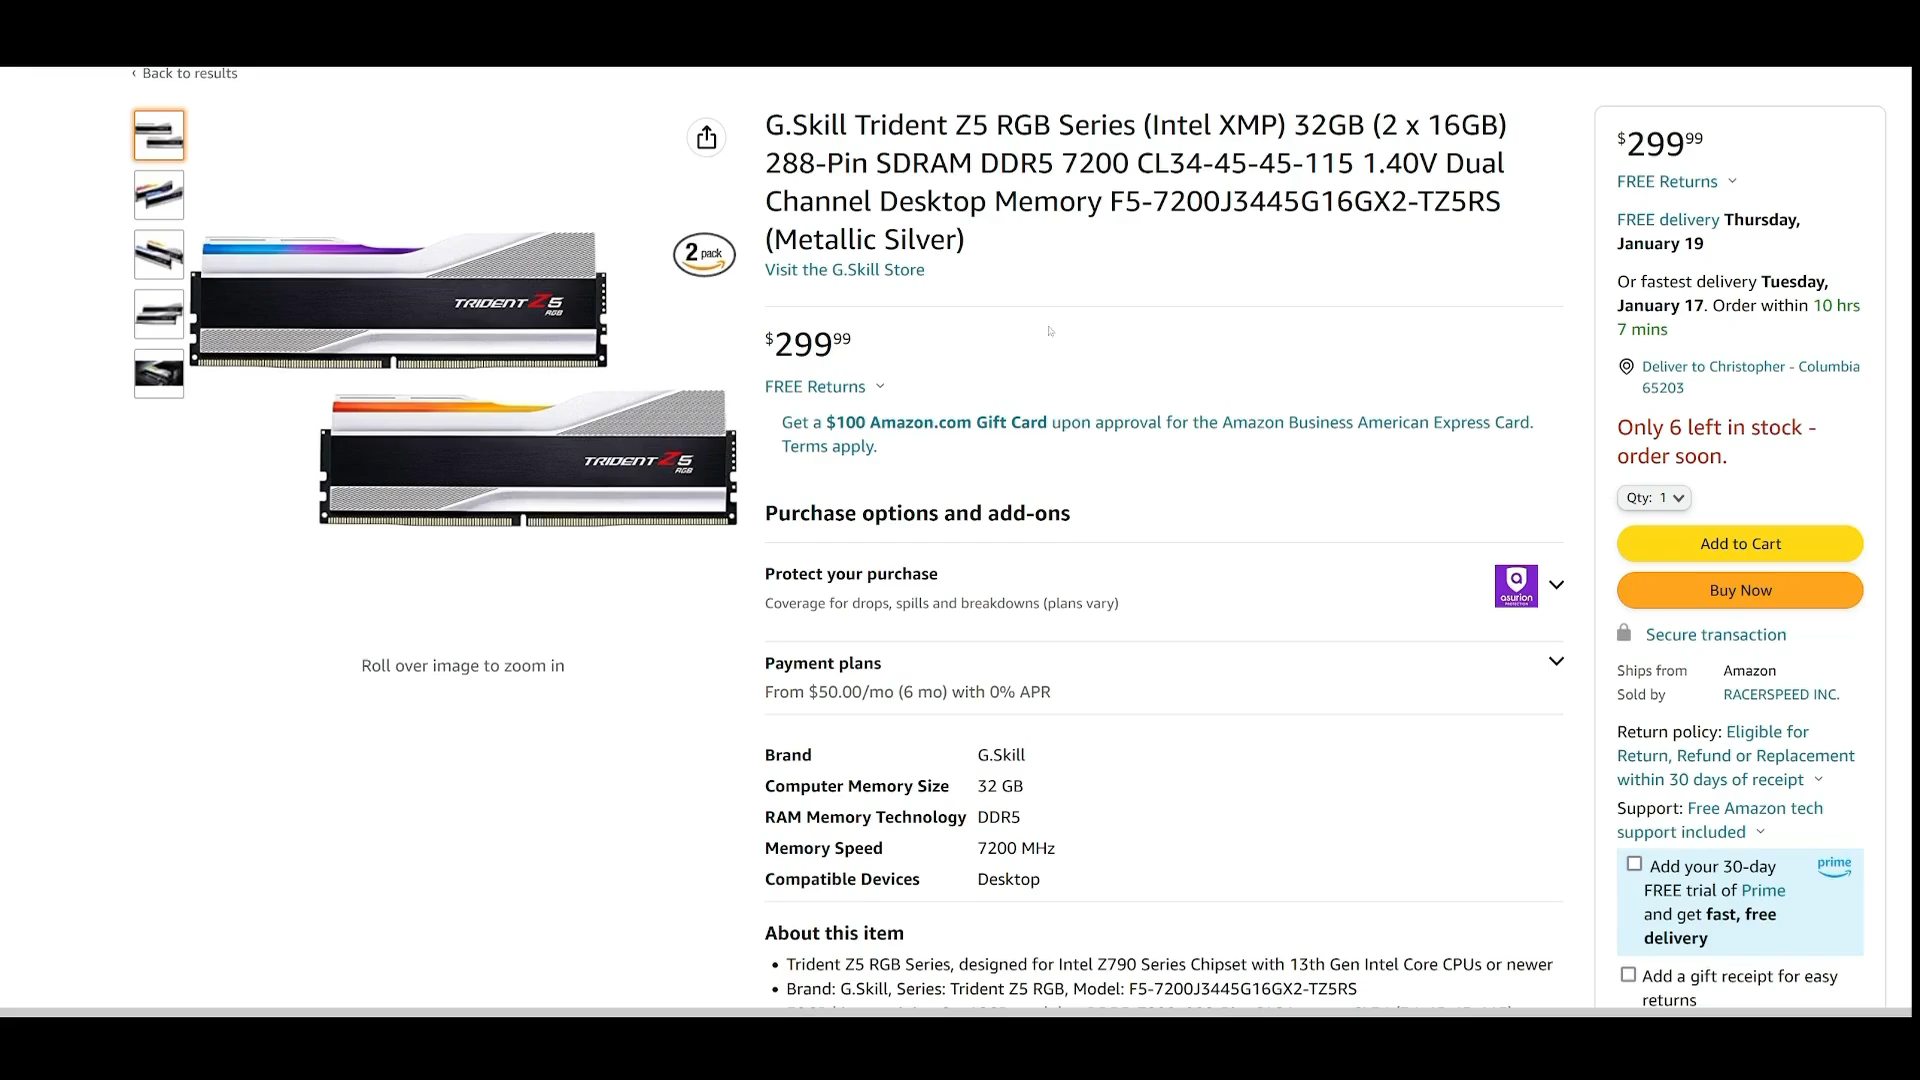 ‹ Back to results
G.Skill Trident Z5 RGB Series (Intel XMP) 32GB (2 x 16GB)
288-Pin SDRAM DDR5 7200 CL34-45-45-115 1.40V Dual
Channel Desktop Memory F5-7200J3445G16GX2-TZ5RS
(Metallic Silver)
Visit the G.Skill Store
2 pack
TRIDENT Z5
RGB
TRIDENT Z5
RGB
Roll over image to zoom in
$299 99
FREE Returns
Get a $100 Amazon.com Gift Card upon approval for the Amazon Business American Express Card.
Terms apply.
Purchase options and add-ons
Protect your purchase
Coverage for drops, spills and breakdowns (plans vary)
asurion
Payment plans
From $50.00/mo (6 mo) with 0% APR
Brand G.Skill
Computer Memory Size 32 GB
RAM Memory Technology DDR5
Memory Speed 7200 MHz
Compatible Devices Desktop
About this item
• Trident Z5 RGB Series, designed for Intel Z790 Series Chipset with 13th Gen Intel Core CPUs or newer
• Brand: G.Skill, Series: Trident Z5 RGB, Model: F5-7200J3445G16GX2-TZ5RS
$299 99
FREE Returns
FREE delivery Thursday,
January 19
Or fastest delivery Tuesday,
January 17. Order within 10 hrs
7 mins
Deliver to Christopher - Columbia
65203
Only 6 left in stock -
order soon.
Qty: 1
Add to Cart
Buy Now
Secure transaction
Ships from Amazon
Sold by RACERSPEED INC.
Return policy: Eligible for
Return, Refund or Replacement
within 30 days of receipt
Support: Free Amazon tech
support included
Add your 30-day
FREE trial of Prime
and get fast, free
delivery
prime
Add a gift receipt for easy
returns